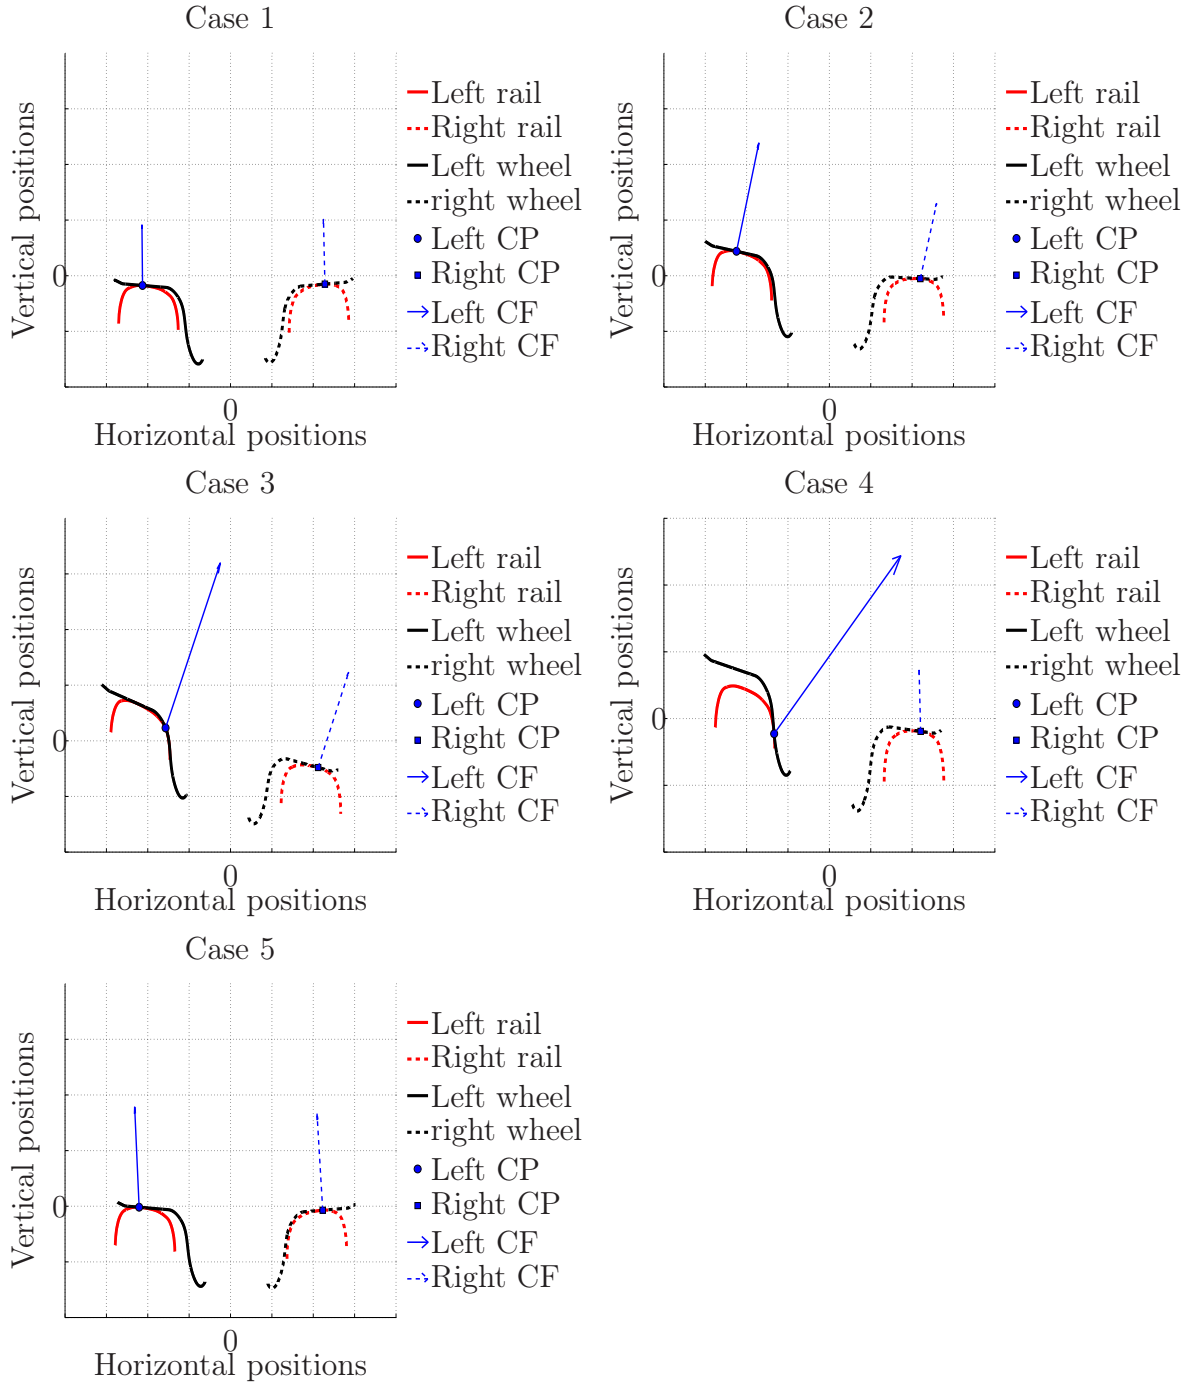 Case 1
Vertical positions
0
0
Horizontal positions
Left rail
Right rail
Left wheel
right wheel
Left CP
Right CP
Left CF
Right CF
Case 2
Vertical positions
0
0
Horizontal positions
Left rail
Right rail
Left wheel
right wheel
Left CP
Right CP
Left CF
Right CF
Case 3
Vertical positions
0
0
Horizontal positions
Left rail
Right rail
Left wheel
right wheel
Left CP
Right CP
Left CF
Right CF
Case 4
Vertical positions
0
0
Horizontal positions
Left rail
Right rail
Left wheel
right wheel
Left CP
Right CP
Left CF
Right CF
Case 5
Vertical positions
0
0
Horizontal positions
Left rail
Right rail
Left wheel
right wheel
Left CP
Right CP
Left CF
Right CF